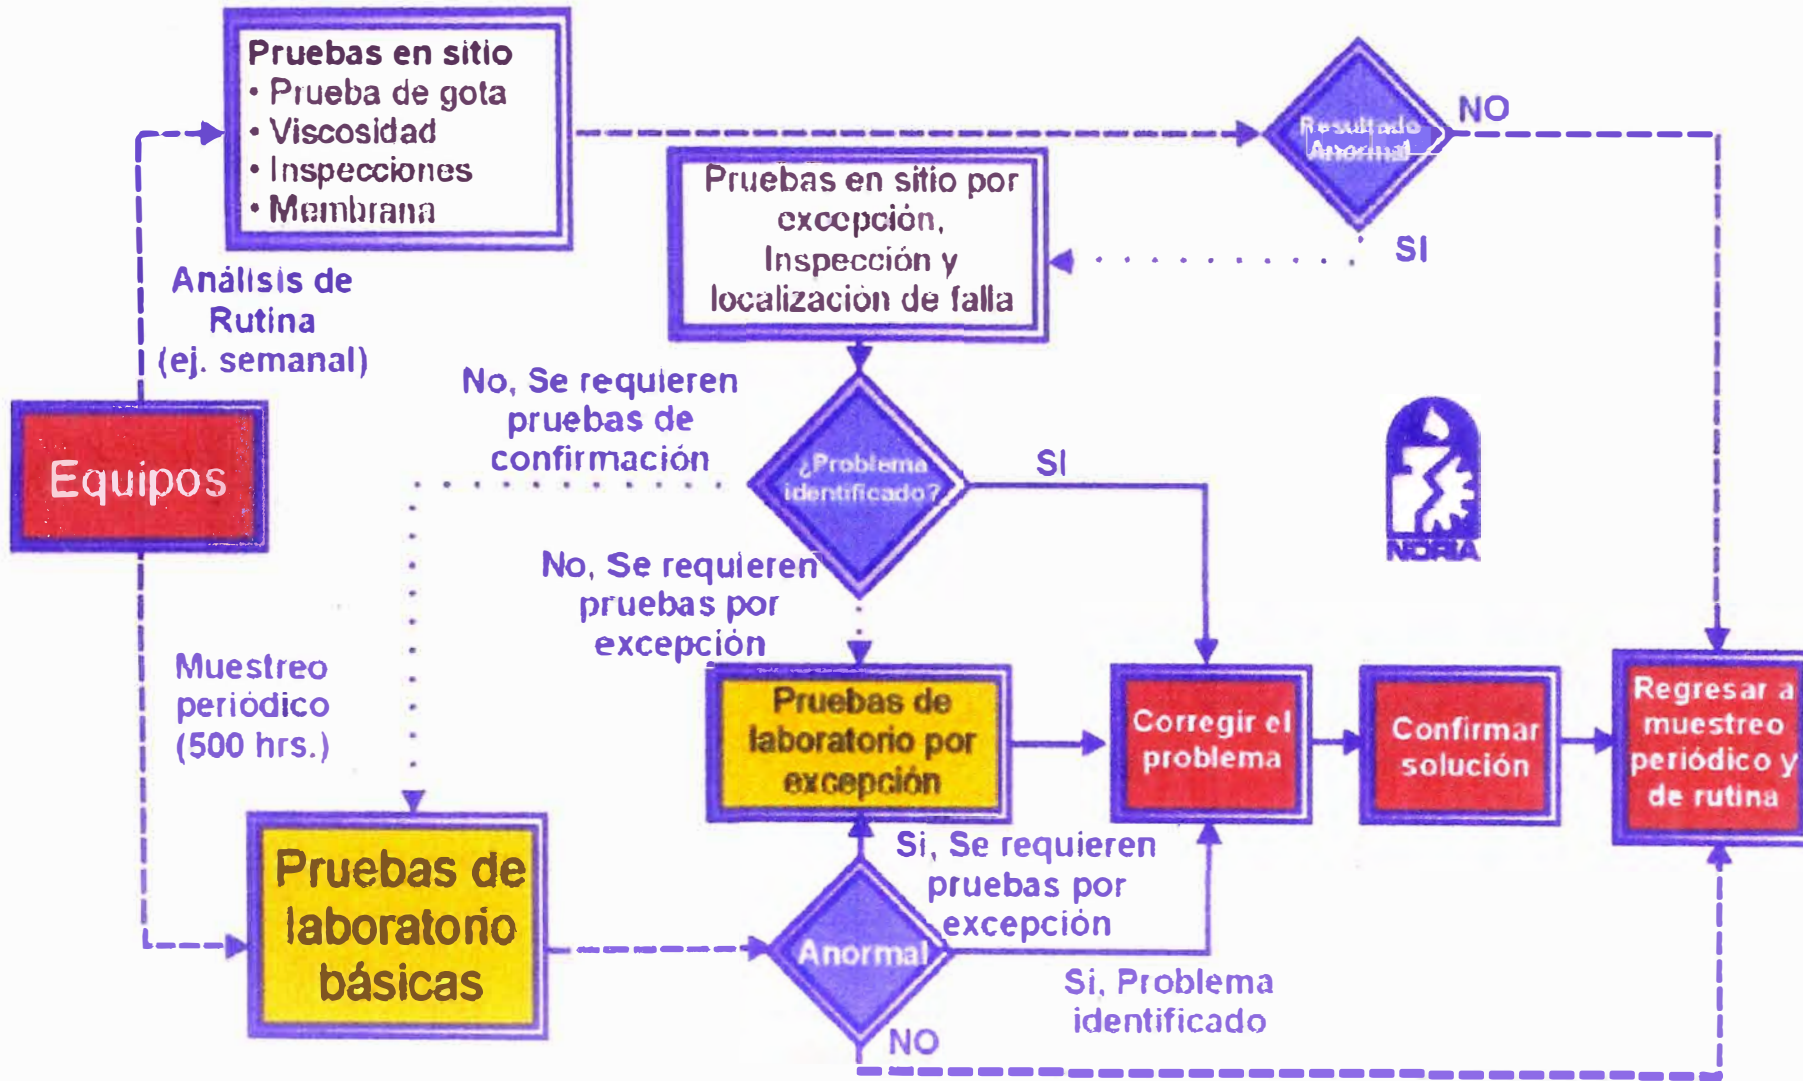 Pruebas en sitio
• Prueba de gota
• Viscosidad
• Inspecciones
• Membrana
Resultado
Anormal
NO
SI
Pruebas en sitio por
excepción,
Inspección y
localización de falla
Análisis de
Rutina
(ej. semanal)
No, Se requieren
pruebas de
confirmación
¿Problema
identificado?
SI
Equipos
NORIA
No, Se requieren
pruebas por
excepción
Muestreo
periódico
(500 hrs.)
Pruebas de
laboratorio por
excepción
Corregir el
problema
Confirmar
solución
Regresar a
muestreo
periódico y
de rutina
Pruebas de
laboratorio
básicas
Si, Se requieren
pruebas por
excepción
Anormal
Si, Problema
identificado
NO